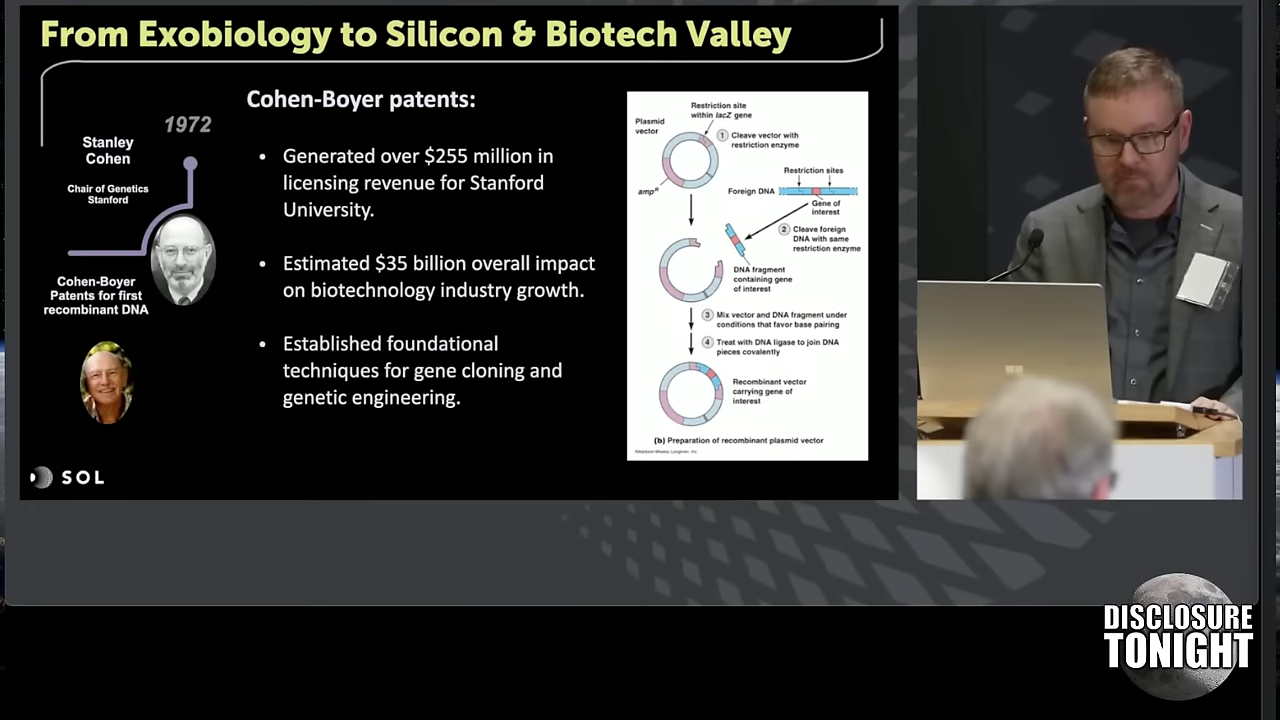 From Exobiology to Silicon & Biotech Valley
1972
Stanley
Cohen
Chair of Genetics
Stanford
Cohen-Boyer
Patents for first
recombinant DNA
SOL
Cohen-Boyer patents:
• Generated over $255 million in
licensing revenue for Stanford
University.
• Estimated $35 billion overall impact
on biotechnology industry growth.
• Established foundational
techniques for gene cloning and
genetic engineering.
Restriction site
within lacZ gene
Plasmid
vector
1 Cleave vector with
restriction enzyme
ampR
Restriction sites
Foreign DNA
Gene of
interest
2 Cleave foreign
DNA with same
restriction enzyme
DNA fragment
containing gene
of interest
3 Mix vector and DNA fragment under
conditions that favor base pairing
4 Treat with DNA ligase to join DNA
pieces covalently
Recombinant vector
carrying gene of
interest
(b) Preparation of recombinant plasmid vector
DISCLOSURE
TONIGHT